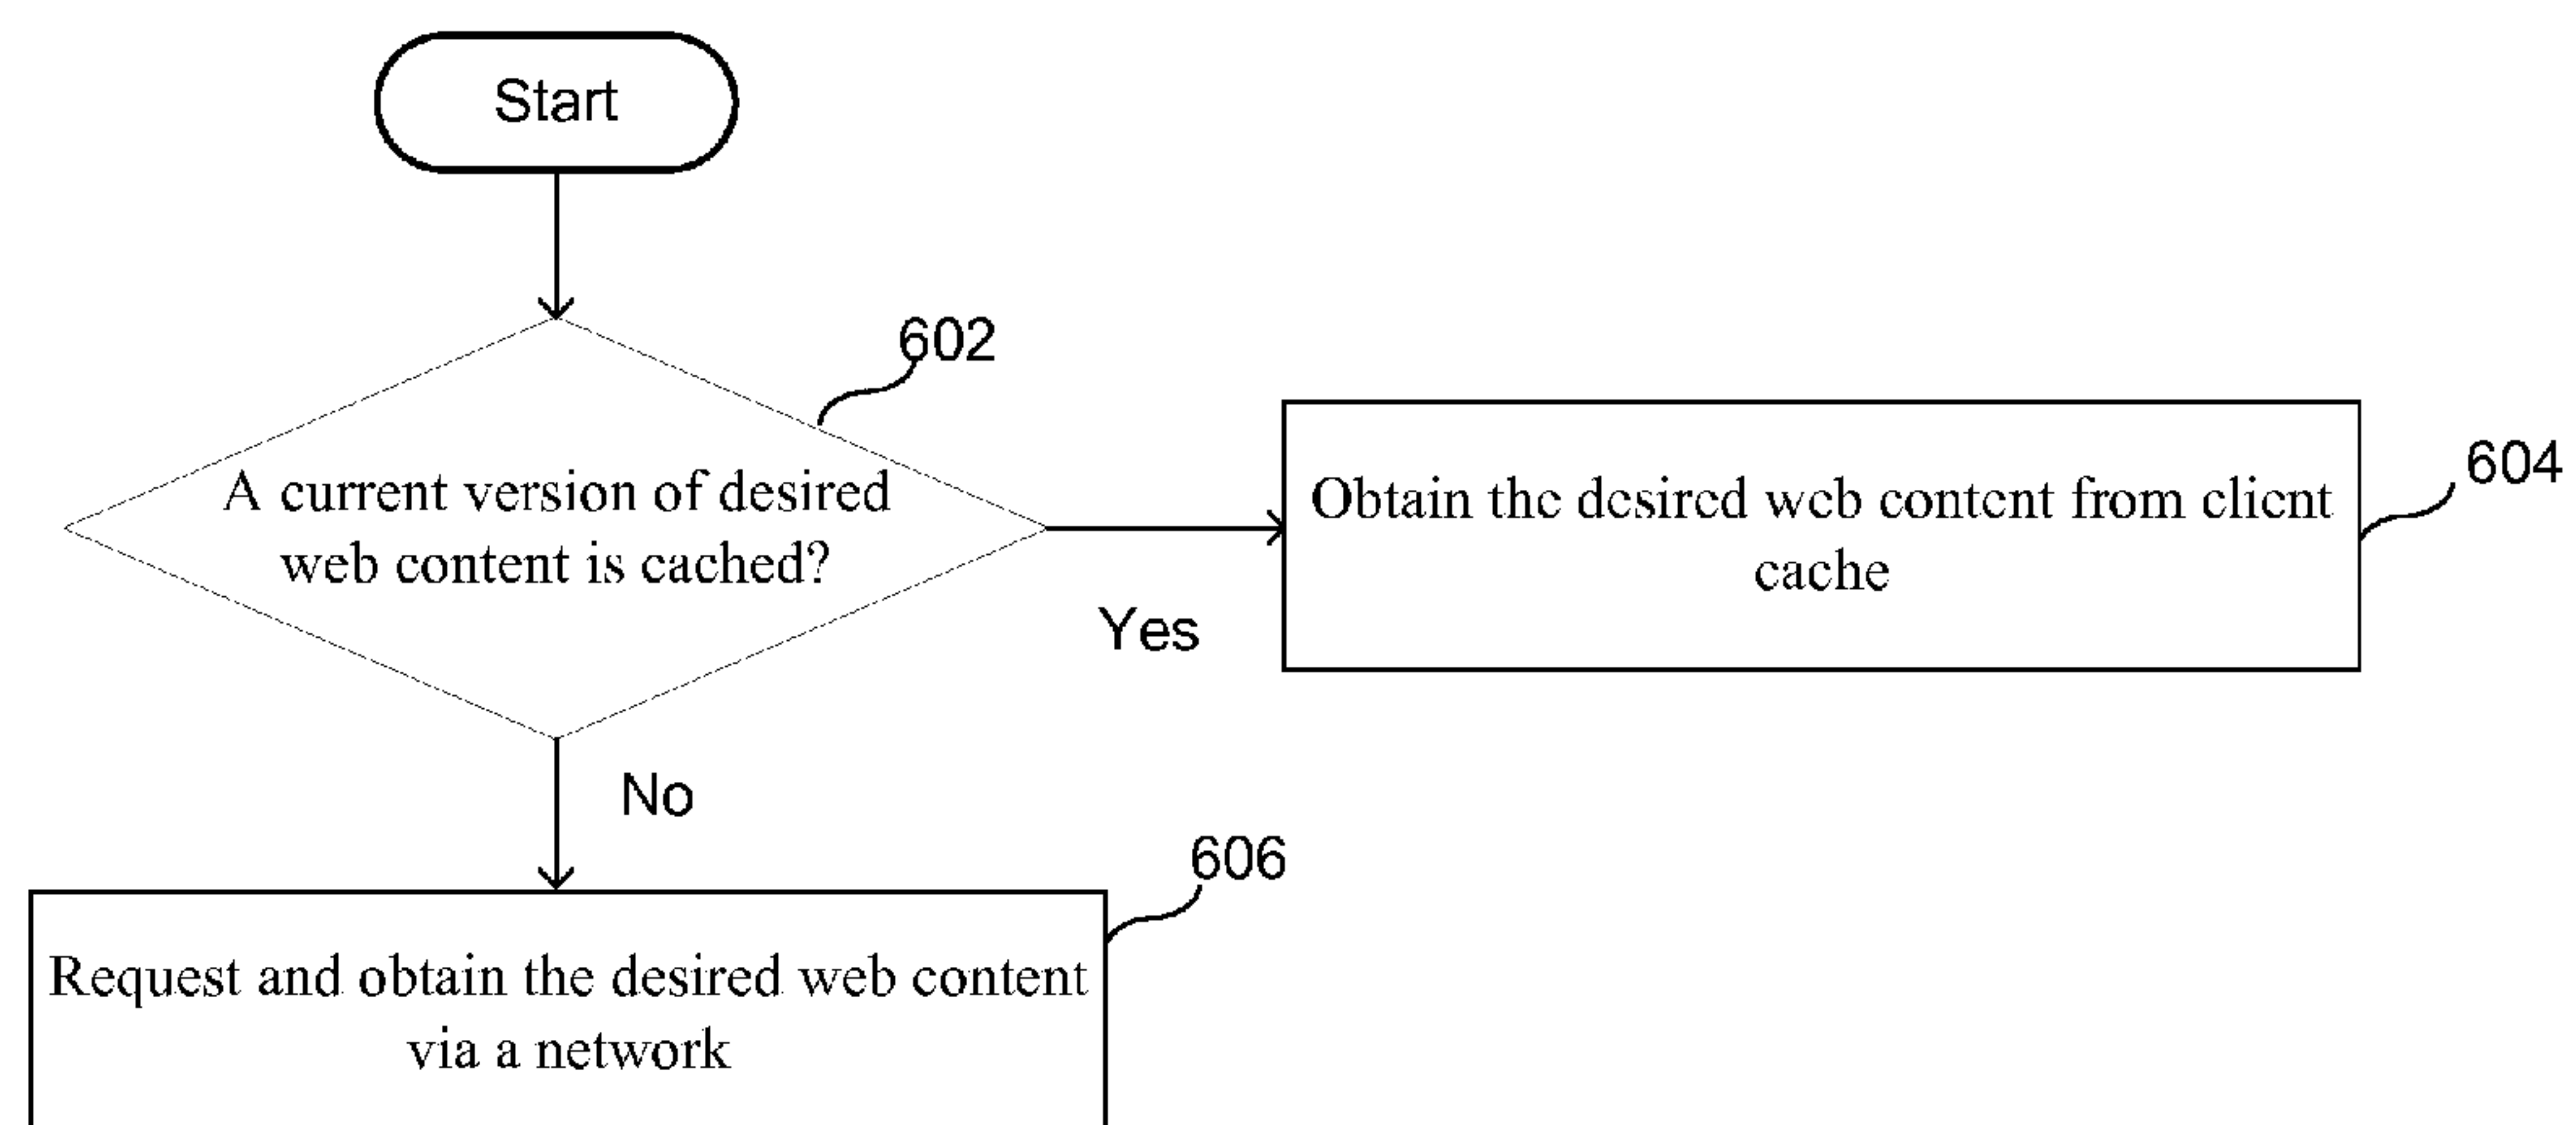 Start
602
A current version of desired
web content is cached?
604
Obtain the desired web content from client
cache
Yes
No
606
Request and obtain the desired web content
via a network